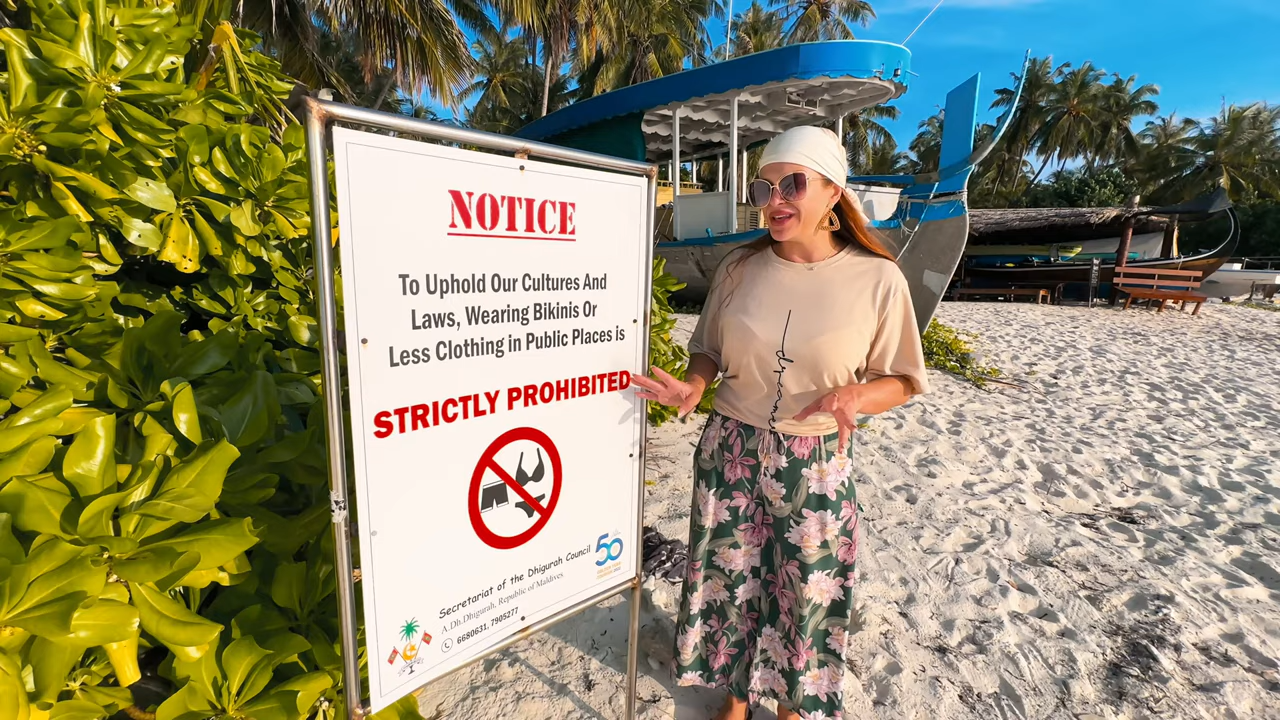 NOTICE
To Uphold Our Cultures And
Laws, Wearing Bikinis Or
Less Clothing in Public Places is
STRICTLY PROHIBITED
Secretariat of the Dhigurah Council
A.Dh.Dhigurah, Republic of Maldives.
6680631, 7905277
50
dreamer